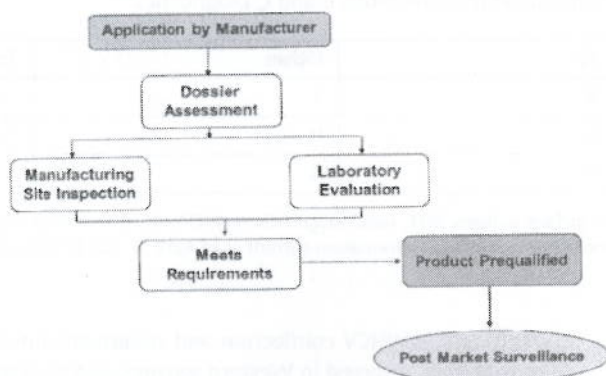 Application by Manufacturer
Dossier
Assessment
Manufacturing
Site Inspection
Laboratory
Evaluation
Meets
Requirements
Product Prequalified
Post Market Surveillance